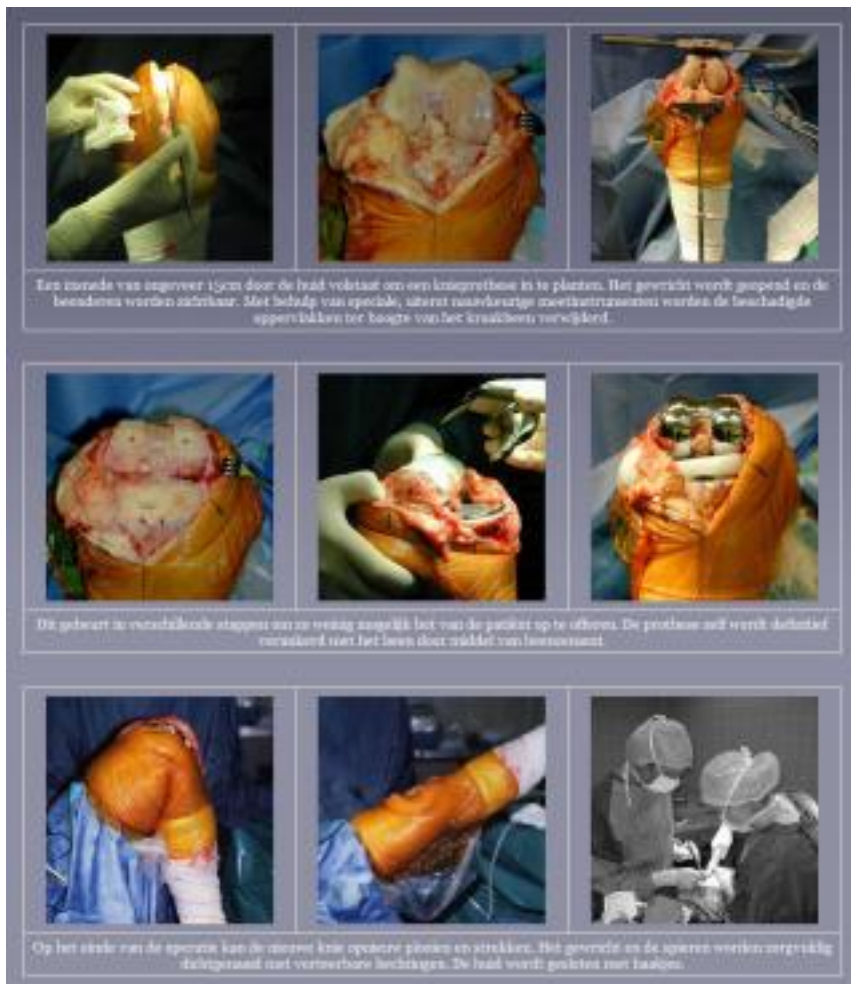 Een insnede van ongeveer 15cm door de huid volstaat om een knieprothese in te planten. Het gewricht wordt geopend en de
beenderen worden zichtbaar. Met behulp van speciale, uiterst nauwkeurige meetinstrumenten worden de beschadigde
oppervlakken ter hoogte van het kraakbeen verwijderd.
Dit gebeurt in verschillende stappen om zo weinig mogelijk bot van de patiënt op te offeren. De prothese zelf wordt definitief
verankerd met het been door middel van beencement.
Op het einde van de operatie kan de nieuwe knie opnieuw plooien en strekken. Het gewricht en de spieren worden zorgvuldig
dichtgenaaid met verteerbare hechtingen. De huid wordt gesloten met haakjes.